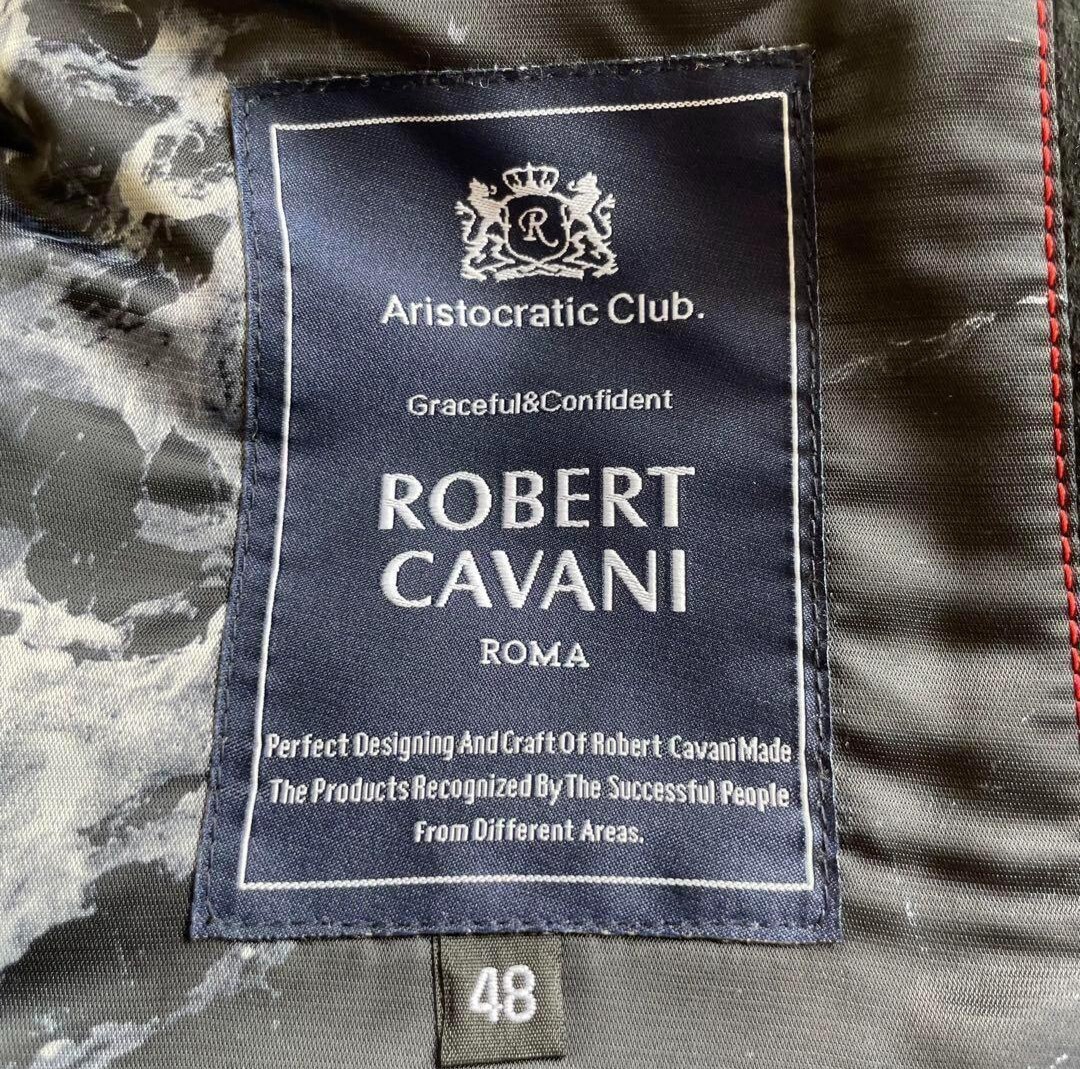 R
Aristocratic Club.
Graceful&Confident
ROBERT
CAVANI
ROMA
Perfect Designing And Craft Of Robert Cavani Made
The Products Recognized By The Successful People
From Different Areas.
48